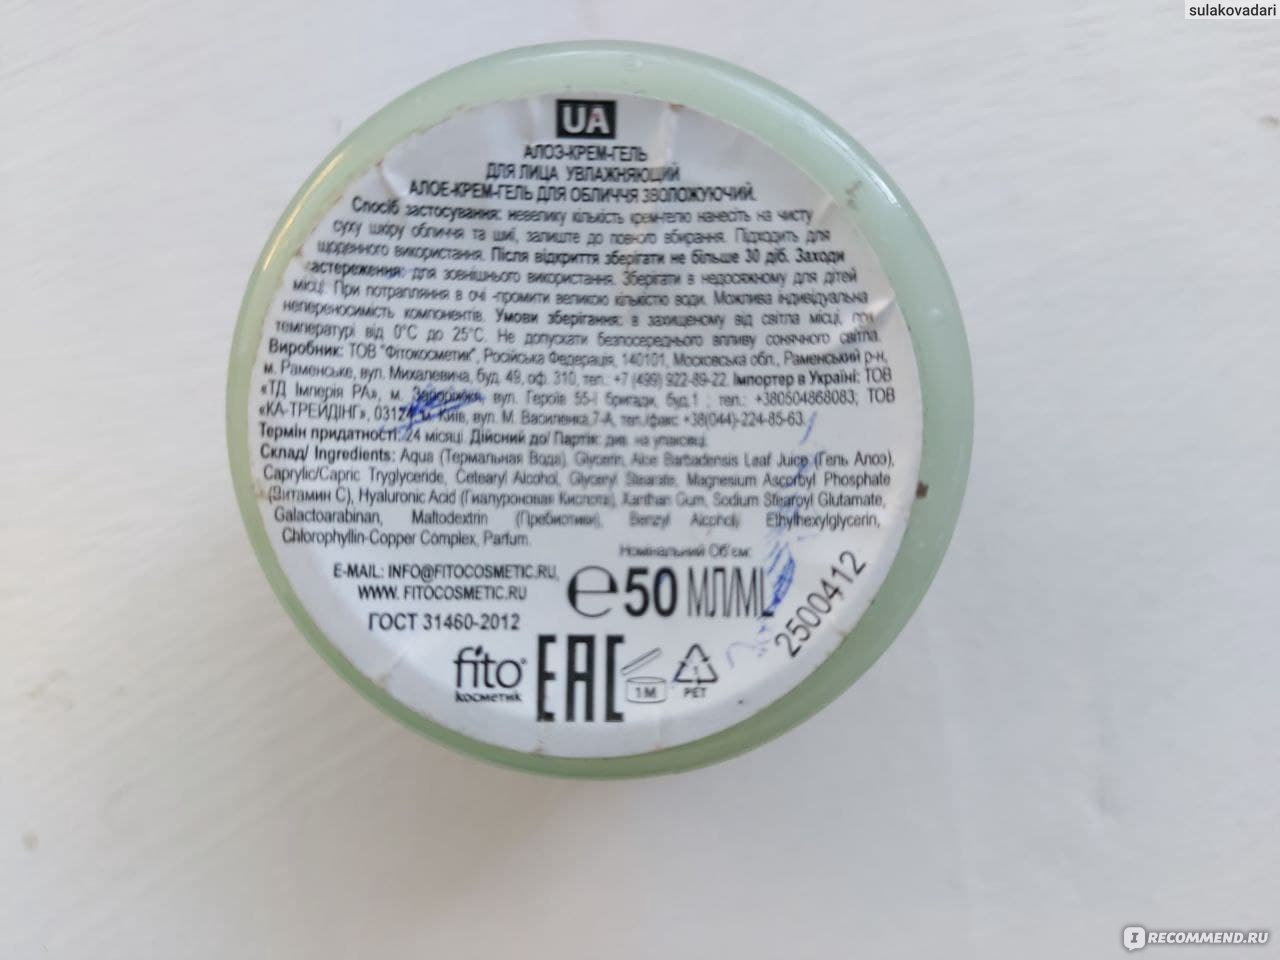 sulakovadari
UA
АЛОЭ-КРЕМ-ГЕЛЬ
ДЛЯ ЛИЦА УВЛАЖНЯЮЩИЙ
АЛОЕ-КРЕМ-ГЕЛЬ ДЛЯ ОБЛИЧЧЯ ЗВОЛОЖУЮЧИЙ.
Спосіб застосування: невелику кількість крем-гелю нанесіть на чисту
суху шкіру обличчя та шиї, залиште до повного вбирання. Підходить для
щоденного використання. Після відкриття зберігати не більше 30 діб. Заходи
застереження: для зовнішнього використання. Зберігати в недосяжному для дітей
місці. При потраплянні в очі -промити великою кількістю води. Можлива індивідуальна
непереносимість компонентів. Умови зберігання: в захищеному від світла місці, при
температурі від 0°C до 25°C. Не допускати безпосереднього впливу сонячного світла.
Виробник: ТОВ "Фітокосметик", Російська Федерація, 140101, Московська обл., Раменський р-н,
м. Раменське, вул. Михалевича, буд. 49, оф. 310, тел.: +7 (499) 922-89-22. Імпортер в Україні: ТОВ
«ТД Імперія РА», м. Запоріжжя, вул. Героїв 55-ї бригади, буд.1 ; тел.: +380504868083; ТОВ
«КА-ТРЕЙДІНГ», м. Київ, вул. М. Василенка,7-А, тел./факс: +38(044)-224-85-63.
Термін придатності: 24 місяці. Дійсний до/ Партія: див. на упаковці.
Склад/ Ingredients: Aqua (Термальная Вода), Glycerin, Aloe Barbadensis Leaf Juice (Гель Алоэ),
Caprylic/Capric Tryglyceride, Cetearyl Alcohol, Glyceryl Stearate, Magnesium Ascorbyl Phosphate
(Витамин С), Hyaluronic Acid (Гиалуроновая Кислота), Xanthan Gum, Sodium Stearoyl Glutamate,
Galactoarabinan, Maltodextrin (Пребиотики), Benzyl Alcohol, Ethylhexylglycerin,
Chlorophyllin-Copper Complex, Parfum.
Номінальний Об'єм:
E-MAIL: INFO@FITOCOSMETIC.RU,
WWW. FITOCOSMETIC.RU
℮50 МЛ/ML
ГОСТ 31460-2012
2500412
fito
косметик
EAC
1M
1
PET
IRECOMMEND.RU